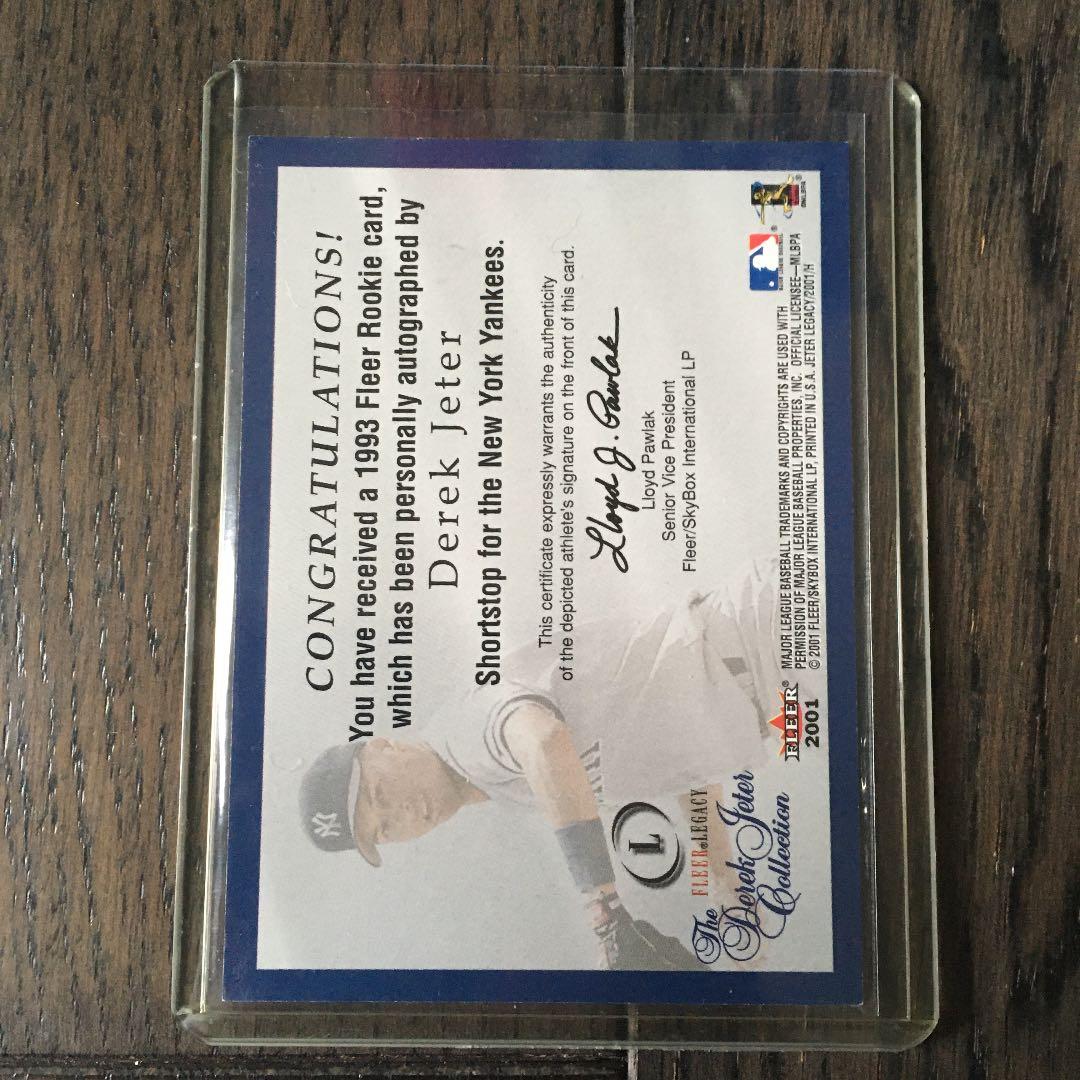 CONGRATULATIONS!
You have received a 1993 Fleer Rookie card,
which has been personally autographed by
Derek Jeter
Shortstop for the New York Yankees.
This certificate expressly warrants the authenticity
of the depicted athlete's signature on the front of this card.
Lloyd J. Pawlak
Lloyd Pawlak
Senior Vice President
Fleer/SkyBox International LP
NY
L
FLEER LEGACY
The
Derek Jeter
Collection
FLEER®
2001
MAJOR LEAGUE BASEBALL TRADEMARKS AND COPYRIGHTS ARE USED WITH
PERMISSION OF MAJOR LEAGUE BASEBALL PROPERTIES, INC. OFFICIAL LICENSEE—MLBPA
© 2001 FLEER/SKYBOX INTERNATIONAL LP, PRINTED IN U.S.A. JETER LEGACY/2001/H
MLBPA